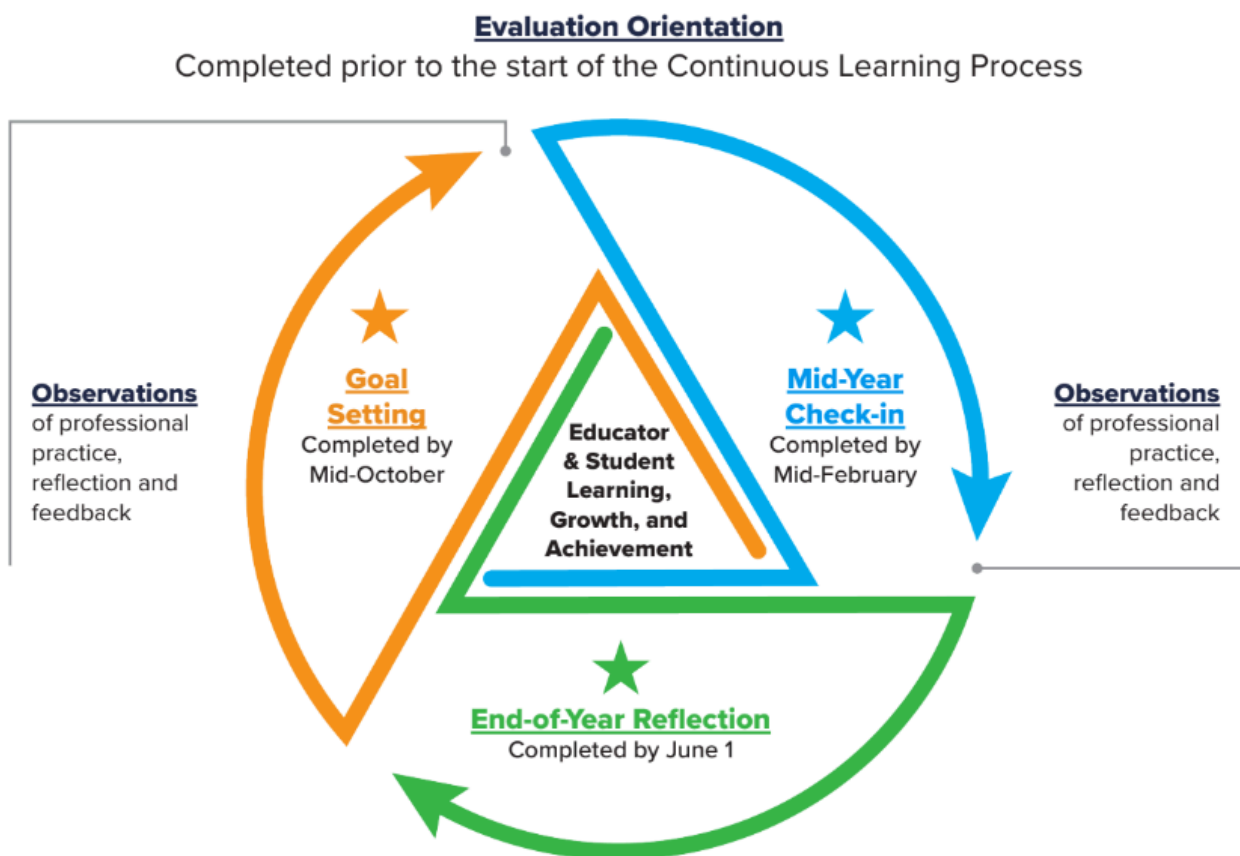 Evaluation Orientation
Completed prior to the start of the Continuous Learning Process
Observations
of professional
practice,
reflection and
feedback
Goal
Setting
Completed by
Mid-October
Educator
& Student
Learning,
Growth, and
Achievement
Mid-Year
Check-in
Completed by
Mid-February
Observations
of professional
practice,
reflection and
feedback
End-of-Year Reflection
Completed by June 1